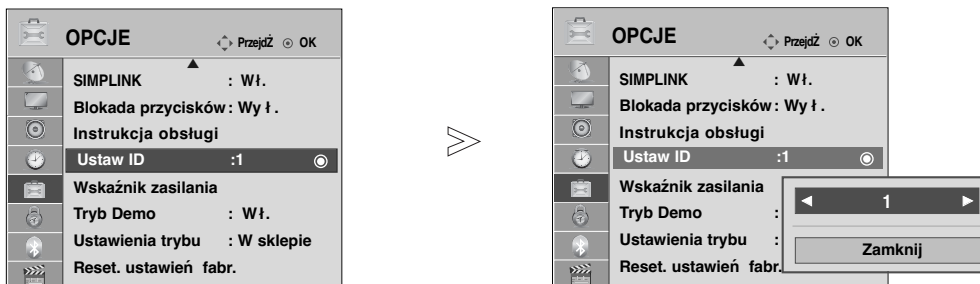 OPCJE PrzejdŹ OK
SIMPLINK : Wł.
Blokada przycisków : Wy ł .
Instrukcja obsługi
Ustaw ID :1
Wskaźnik zasilania
Tryb Demo : Wł.
Ustawienia trybu : W sklepie
Reset. ustawień fabr.
OPCJE PrzejdŹ OK
SIMPLINK : Wł.
Blokada przycisków : Wy ł .
Instrukcja obsługi
Ustaw ID :1
Wskaźnik zasilania
Tryb Demo :
Ustawienia trybu :
Reset. ustawień fabr.
1
Zamknij